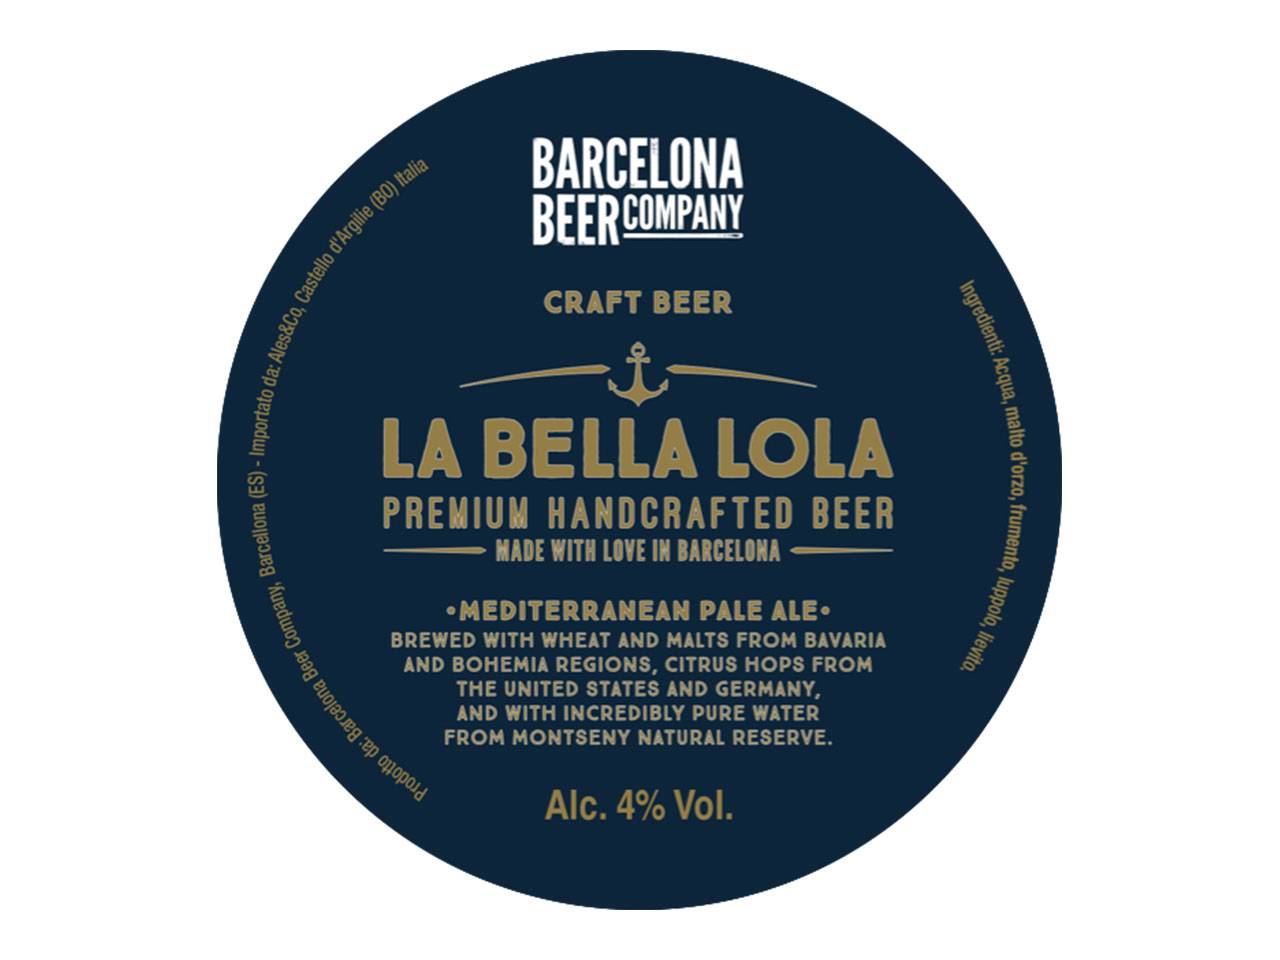 BARCELONA
BEER COMPANY
CRAFT BEER
LA BELLA LOLA
PREMIUM HANDCRAFTED BEER
MADE WITH LOVE IN BARCELONA
•MEDITERRANEAN PALE ALE•
BREWED WITH WHEAT AND MALTS FROM BAVARIA
AND BOHEMIA REGIONS, CITRUS HOPS FROM
THE UNITED STATES AND GERMANY,
AND WITH INCREDIBLY PURE WATER
FROM MONTSENY NATURAL RESERVE.
Alc. 4% Vol.
Prodotto da: Barcelona Beer Company, Barcellona (ES) - Importato da: Ales&Co, Castello d'Argilie (BO) Italia
Ingredienti: Acqua, malto d'orzo, frumento, luppolo, lievito.